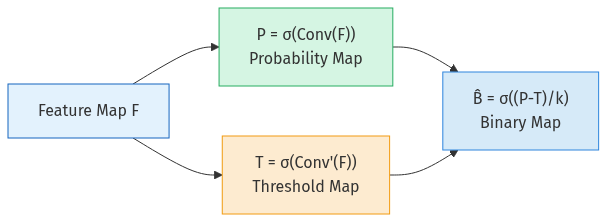 Feature Map F
P = σ(Conv(F))
Probability Map
T = σ(Conv'(F))
Threshold Map
B̂ = σ((P-T)/k)
Binary Map